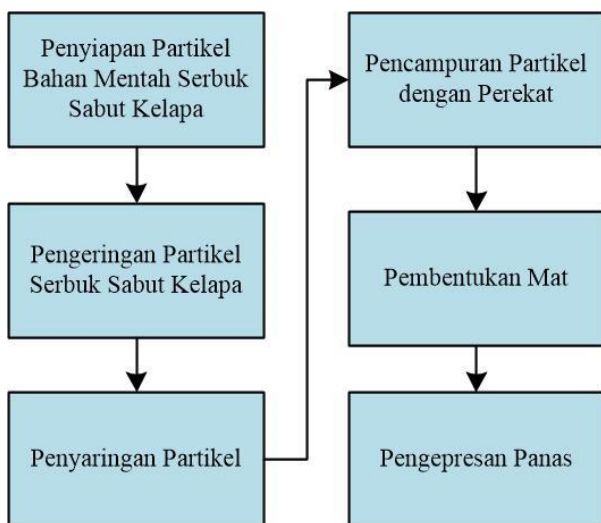 Penyiapan Partikel
Bahan Mentah Serbuk
Sabut Kelapa
Pengeringan Partikel
Serbuk Sabut Kelapa
Penyaringan Partikel
Pencampuran Partikel
dengan Perekat
Pembentukan Mat
Pengepresan Panas